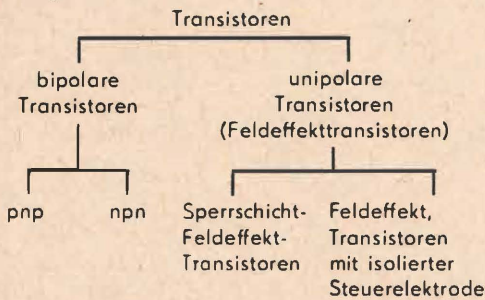 Transistoren
bipolare
Transistoren
unipolare
Transistoren
(Feldeffekttransistoren)
pnp
npn
Sperrschicht-
Feldeffekt-
Transistoren
Feldeffekt,
Transistoren
mit isolierter
Steuerelektrode